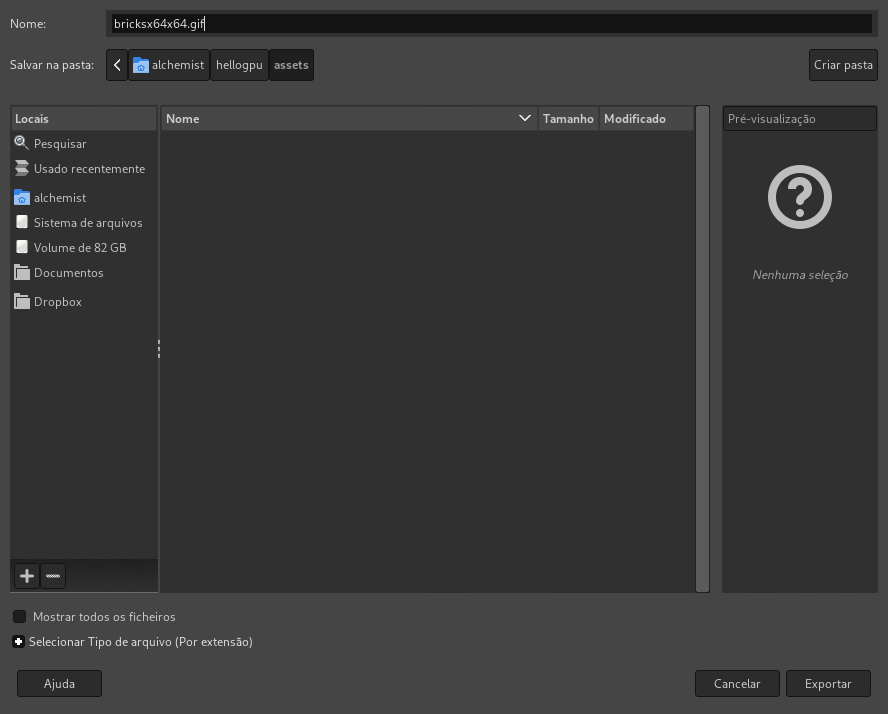 Nome:
bricksx64x64.gif
Salvar na pasta:
alchemist
hellogpu
assets
Criar pasta
Locais
Pesquisar
Usado recentemente
alchemist
Sistema de arquivos
Volume de 82 GB
Documentos
Dropbox
Nome
Tamanho
Modificado
Pré-visualização
Nenhuma seleção
Mostrar todos os ficheiros
Selecionar Tipo de arquivo (Por extensão)
Ajuda
Cancelar
Exportar